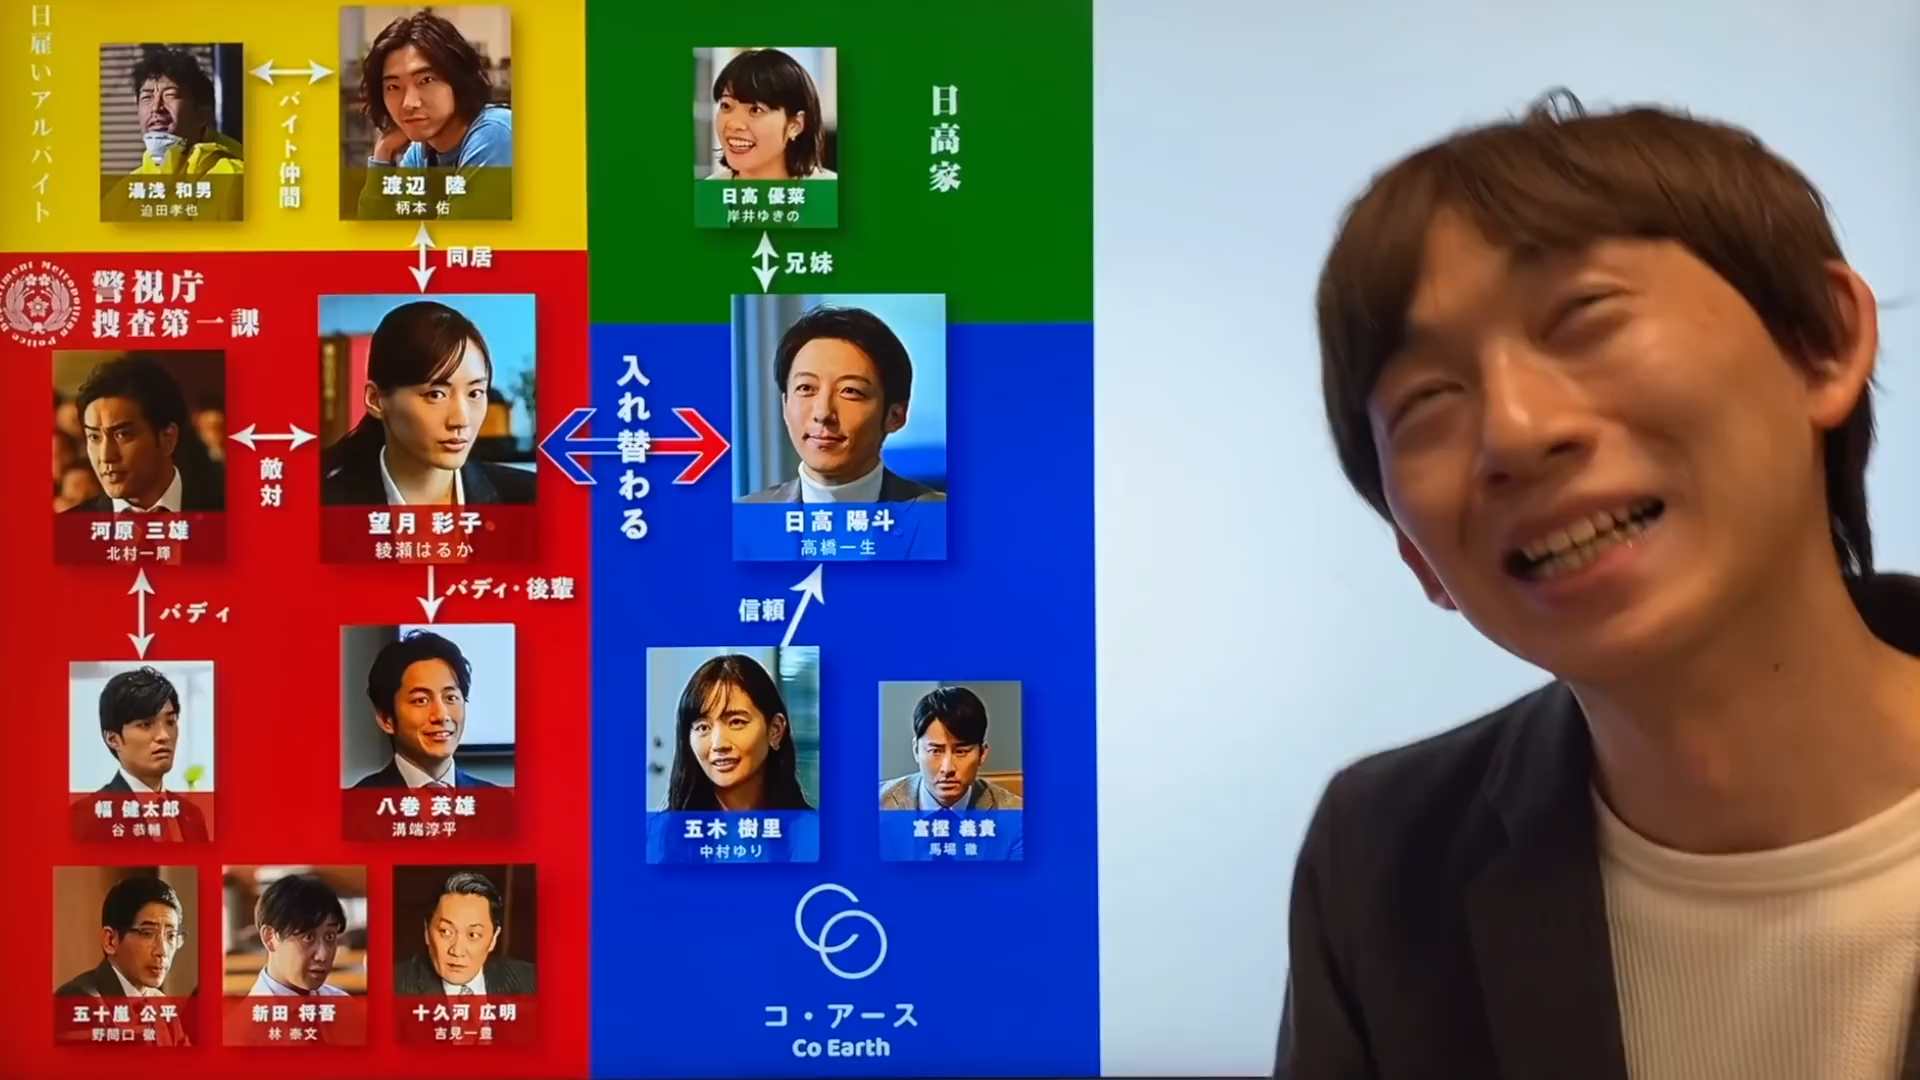 日雇いアルバイト
湯浅 和男
迫田孝也
バイト仲間
渡辺 陸
柄本 佑
同居
日高家
日高 優菜
岸井ゆきの
兄妹
警視庁
捜査第一課
河原 三雄
北村一輝
敵対
望月 彩子
綾瀬はるか
入れ替わる
日高 陽斗
高橋一生
バディ
バディ・後輩
信頼
幅 健太郎
谷 恭輔
八巻 英雄
溝端淳平
五木 樹里
中村ゆり
富樫 義貴
馬場 徹
五十嵐 公平
野間口 徹
新田 将吾
林 泰文
十久河 広明
吉見一豊
コ・アース
Co Earth